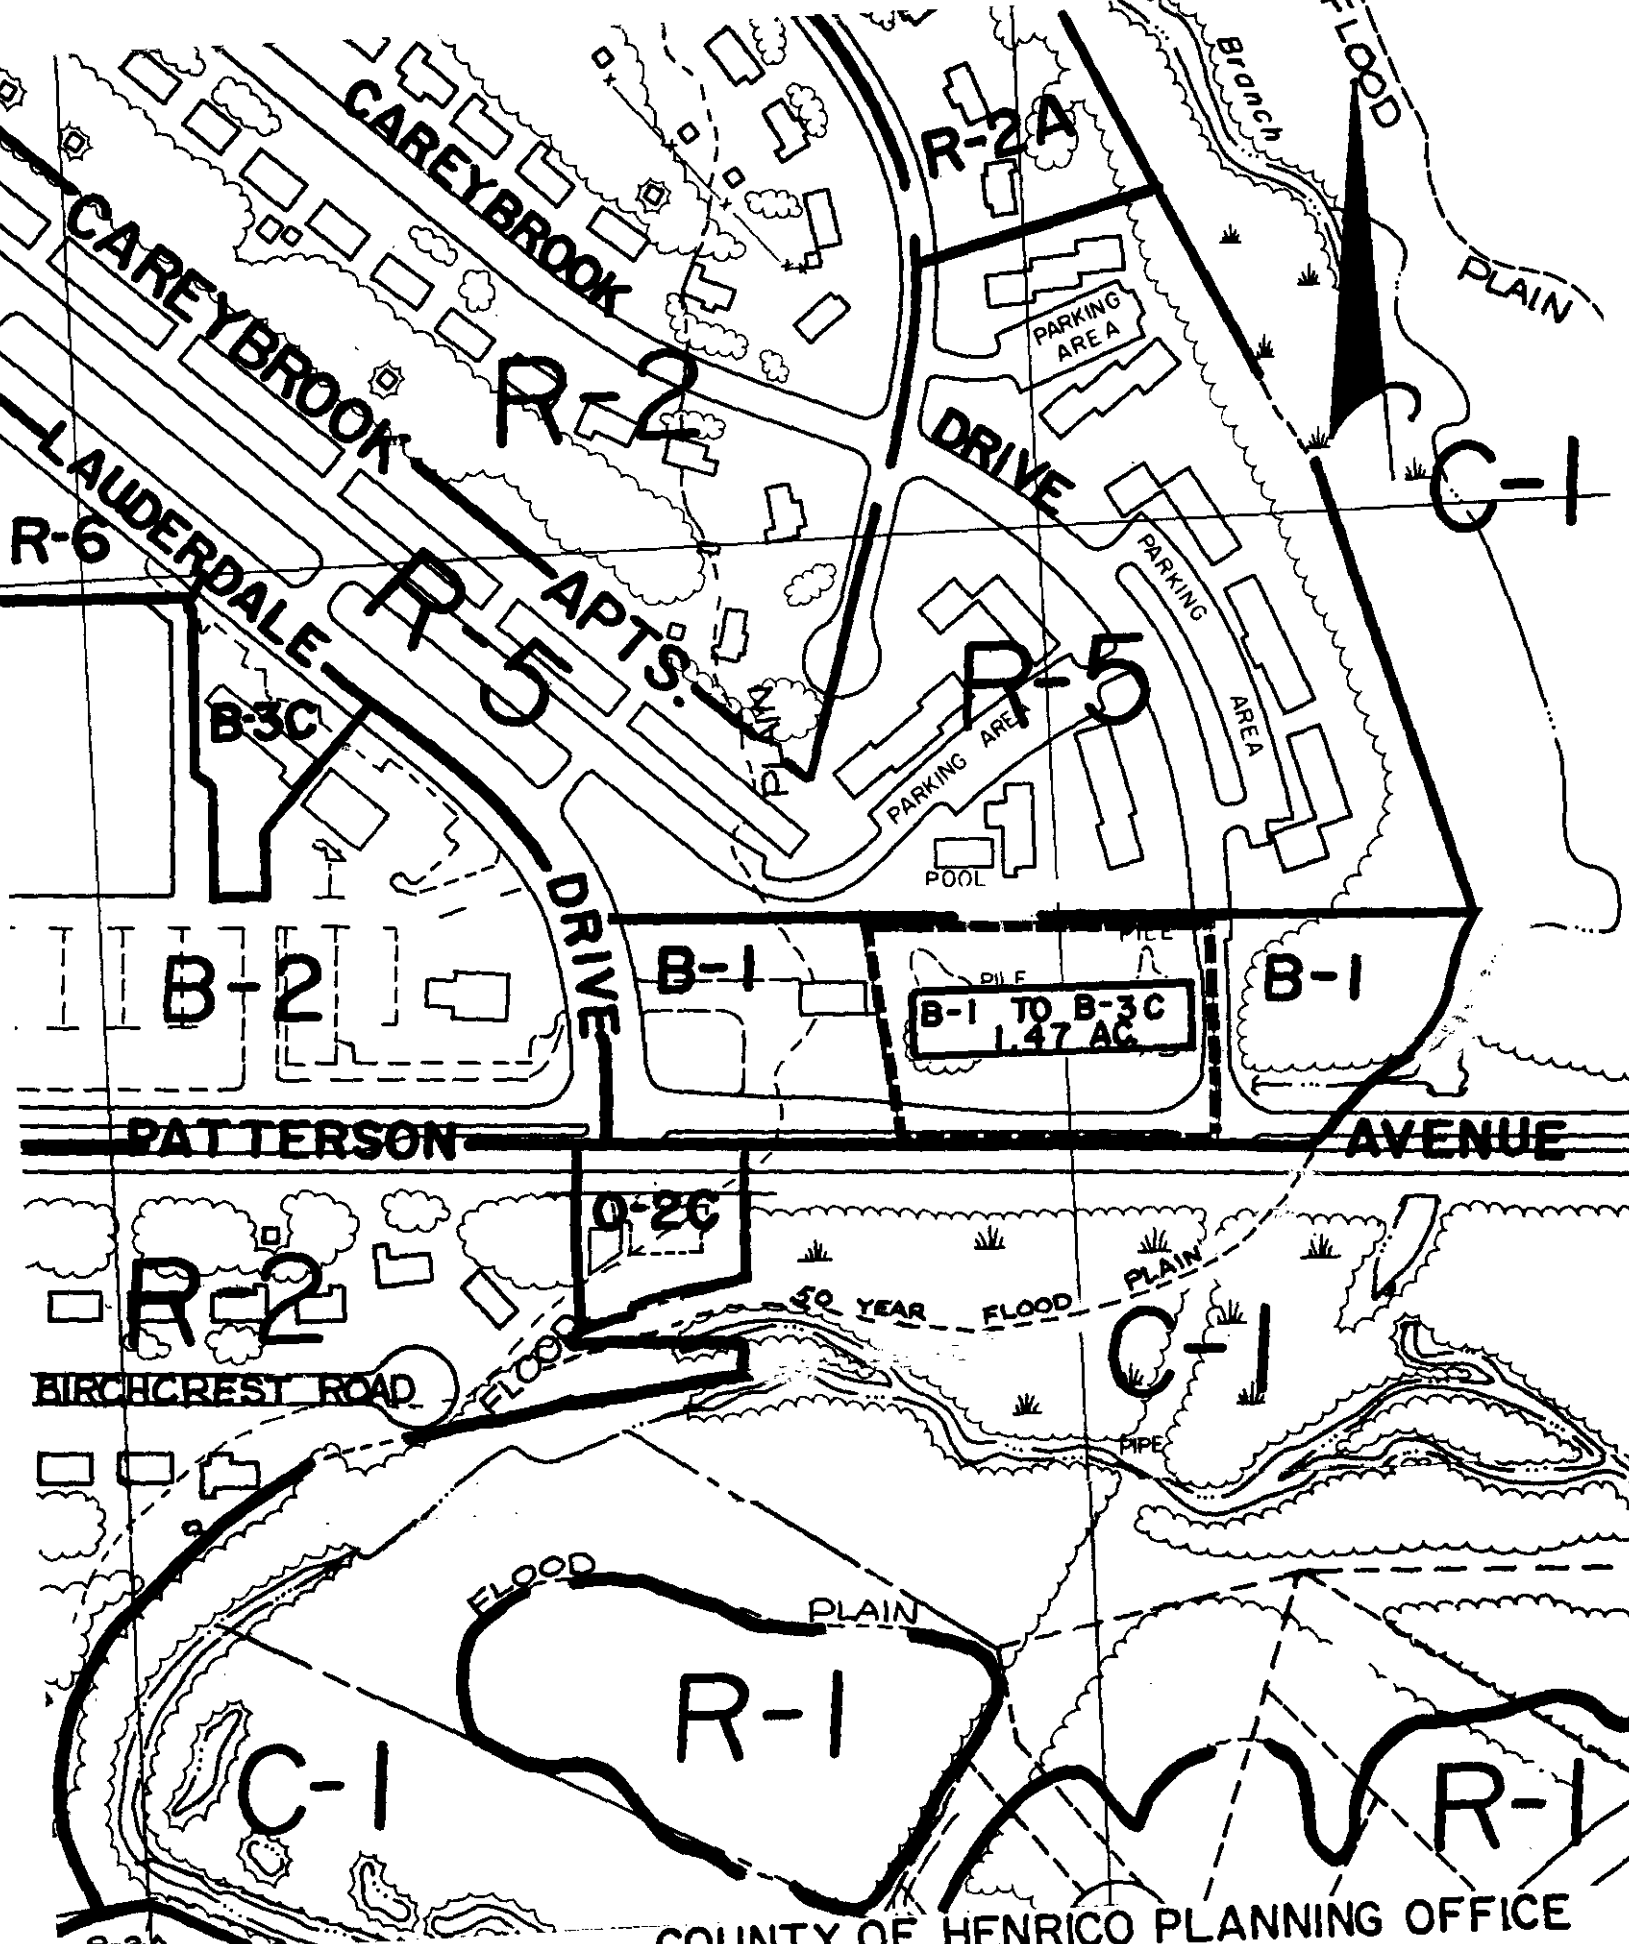 FLOOD
Branch
CAREYBROOK
R-2A
PLAIN
CAREYBROOK APTS.
PARKING
AREA
R-2
LAUDERDALE DRIVE
DRIVE
C-1
R-6
PARKING AREA
R-5
R-5
B-3C
PARKING AREA
POOL
B-2
B-1
PILE
PILE
B-1 TO B-3C
1.47 AC.
B-1
PATTERSON AVENUE
O-2C
R-2
50 YEAR FLOOD PLAIN
C-1
FLOOD
BIRCHCREST ROAD
PIPE
FLOOD PLAIN
R-1
C-1
R-1
COUNTY OF HENRICO PLANNING OFFICE